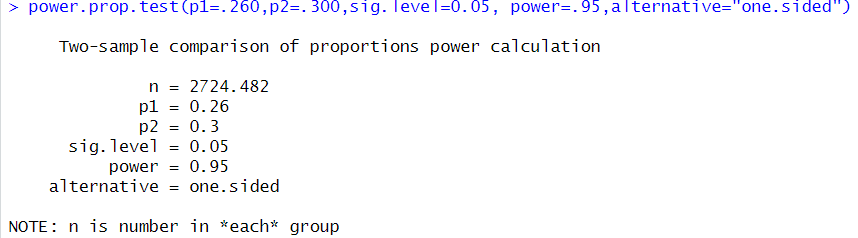 > power.prop.test(p1=.260,p2=.300,sig.level=0.05, power=.95,alternative="one.sided")
Two-sample comparison of proportions power calculation
n = 2724.482
p1 = 0.26
p2 = 0.3
sig.level = 0.05
power = 0.95
alternative = one.sided
NOTE: n is number in *each* group